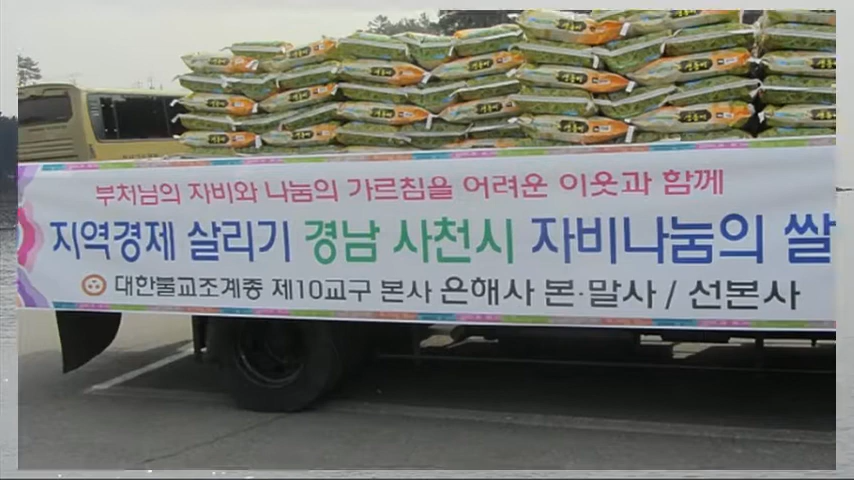 부처님의 자비와 나눔의 가르침을 어려운 이웃과 함께
지역경제 살리기 경남 사천시 자비나눔의 쌀
대한불교조계종 제10교구 본사 은해사 본·말사 / 선본사